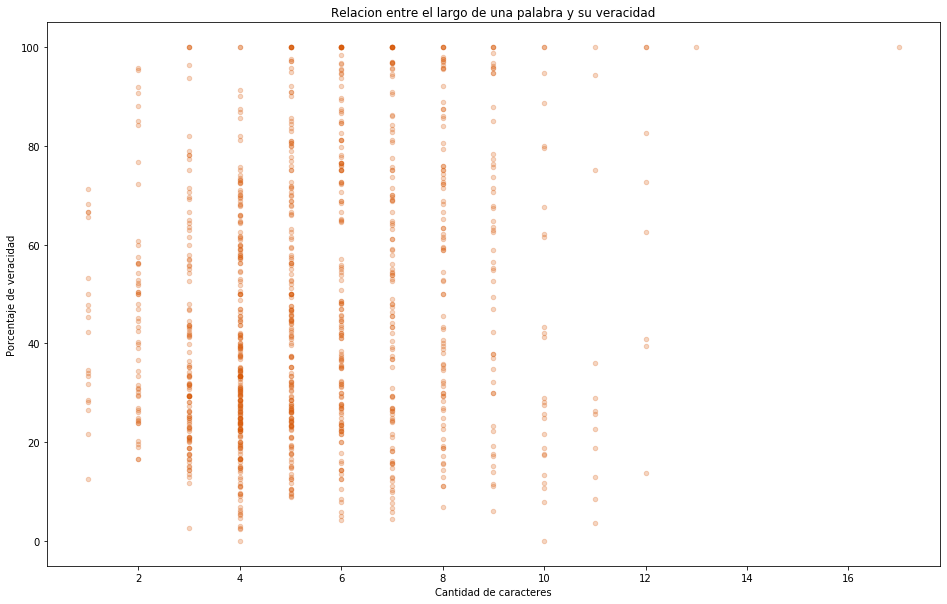 Relacion entre el largo de una palabra y su veracidad
Porcentaje de veracidad
100
80
60
40
20
0
2 4 6 8 10 12 14 16
Cantidad de caracteres